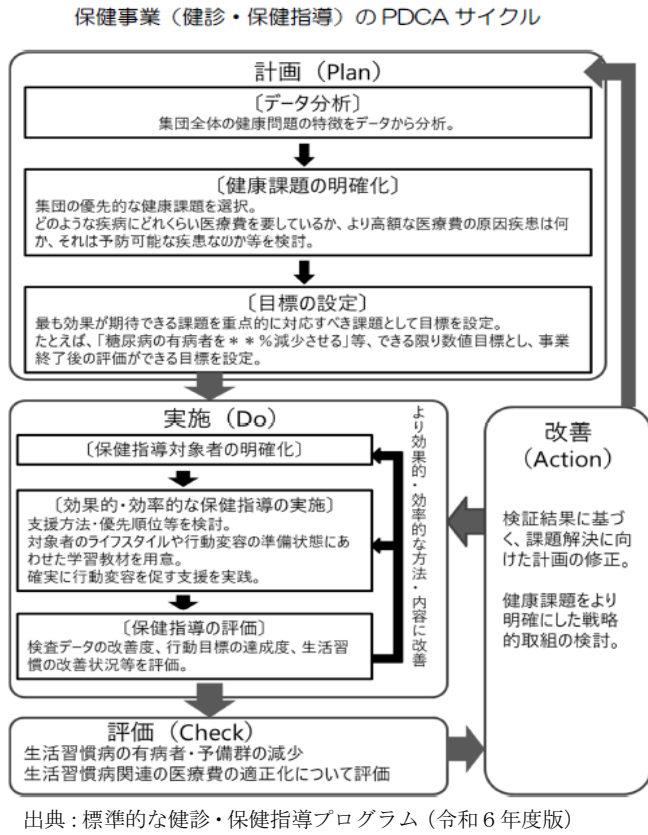 保健事業（健診・保健指導）のPDCAサイクル
計画（Plan）
〔データ分析〕
集団全体の健康問題の特徴をデータから分析。
〔健康課題の明確化〕
集団の優先的な健康課題を選択。
どのような疾病にどれくらい医療費を要しているか、より高額な医療費の原因疾患は何
か、それは予防可能な疾患なのか等を検討。
〔目標の設定〕
最も効果が期待できる課題を重点的に対応すべき課題として目標を設定。
たとえば、「糖尿病の有病者を＊＊％減少させる」等、できる限り数値目標とし、事業
終了後の評価ができる目標を設定。
実施（Do）
〔保健指導対象者の明確化〕
〔効果的・効率的な保健指導の実施〕
支援方法・優先順位等を検討。
対象者のライフスタイルや行動変容の準備状態にあ
わせた学習教材を用意。
確実に行動変容を促す支援を実践。
〔保健指導の評価〕
検査データの改善度、行動目標の達成度、生活習
慣の改善状況等を評価。
より効果的・効率的な方法・内容に改善
改善
（Action）
検証結果に基づ
く、課題解決に向
けた計画の修正。
健康課題をより
明確にした戦略
的取組の検討。
評価（Check）
生活習慣病の有病者・予備群の減少
生活習慣病関連の医療費の適正化について評価
出典：標準的な健診・保健指導プログラム（令和６年度版）